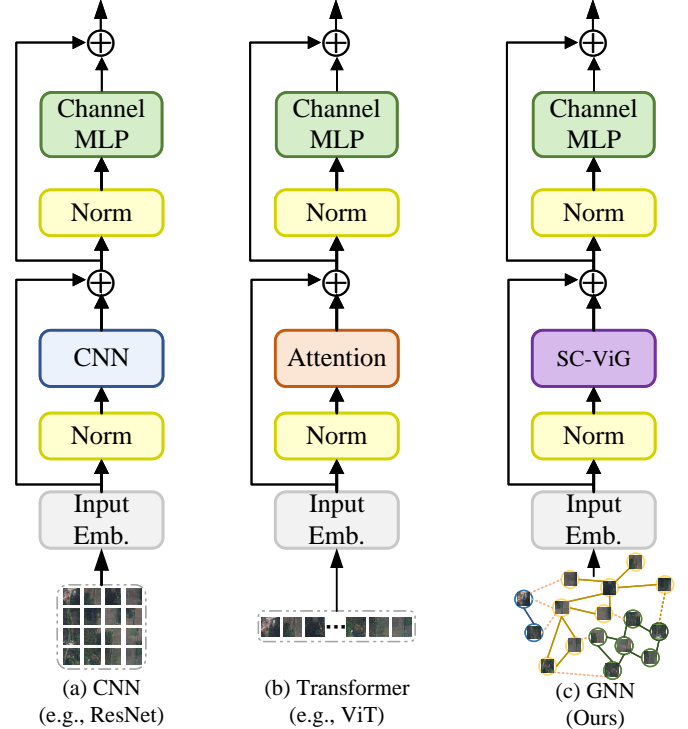 Channel
MLP
Norm
CNN
Norm
Input
Emb.
(a) CNN
(e.g., ResNet)
Channel
MLP
Norm
Attention
Norm
Input
Emb.
(b) Transformer
(e.g., ViT)
Channel
MLP
Norm
SC-ViG
Norm
Input
Emb.
(c) GNN
(Ours)